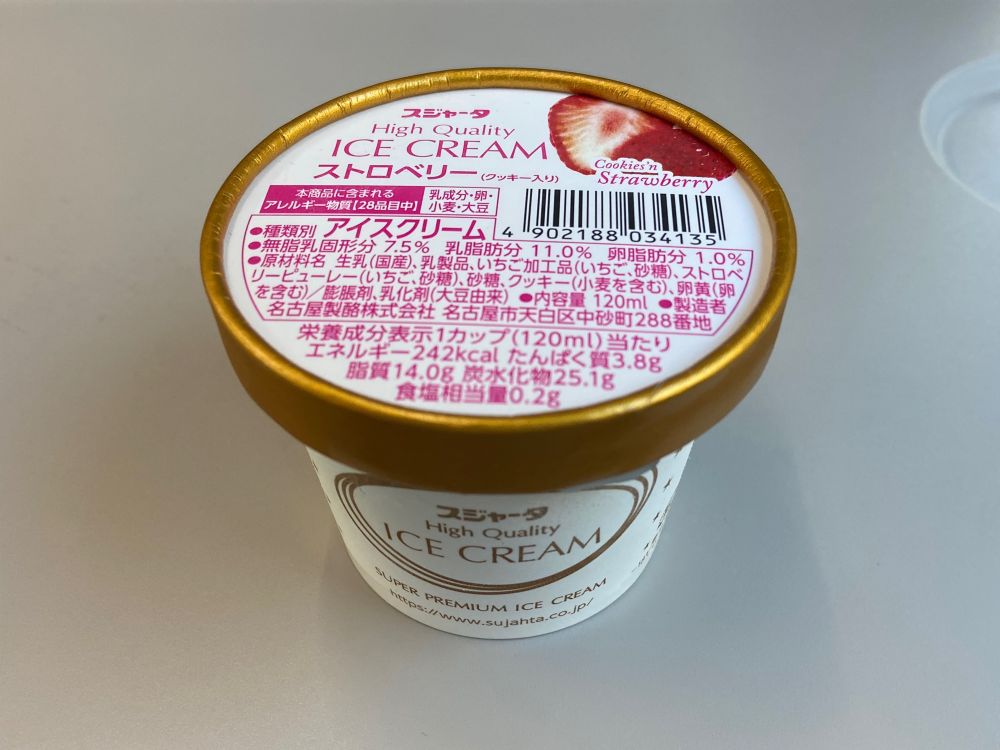 スジャータ
High Quality
ICE CREAM
ストロベリー(クッキー入り)
Cookies'n
Strawberry
本商品に含まれる
アレルギー物質【28品目中】
乳成分・卵・
小麦・大豆
4 902188 034135
●種類別 アイスクリーム
●無脂乳固形分 7.5% 乳脂肪分 11.0% 卵脂肪分 1.0%
●原材料名 生乳(国産)、乳製品、いちご加工品(いちご、砂糖)、ストロベ
リーピューレー(いちご、砂糖)、砂糖、クッキー(小麦を含む)、卵黄(卵
を含む)/膨脹剤、乳化剤(大豆由来) ●内容量 120ml ●製造者
名古屋製酪株式会社 名古屋市天白区中砂町288番地
栄養成分表示1カップ(120ml)当たり
エネルギー242kcal たんぱく質3.8g
脂質14.0g 炭水化物25.1g
食塩相当量0.2g
スジャータ
High Quality
ICE CREAM
SUPER PREMIUM ICE CREAM
https://www.sujahta.co.jp/